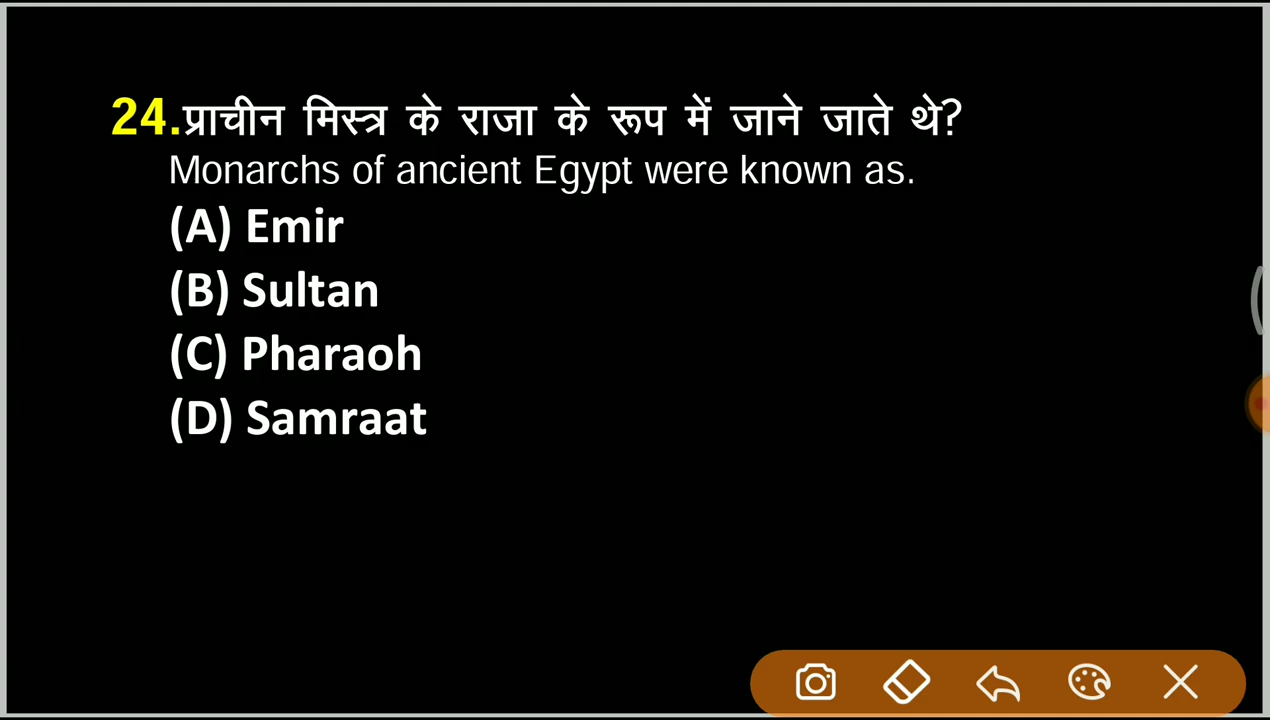 24.प्राचीन मिस्त्र के राजा के रूप में जाने जाते थे?
Monarchs of ancient Egypt were known as.
(A) Emir
(B) Sultan
(C) Pharaoh
(D) Samraat